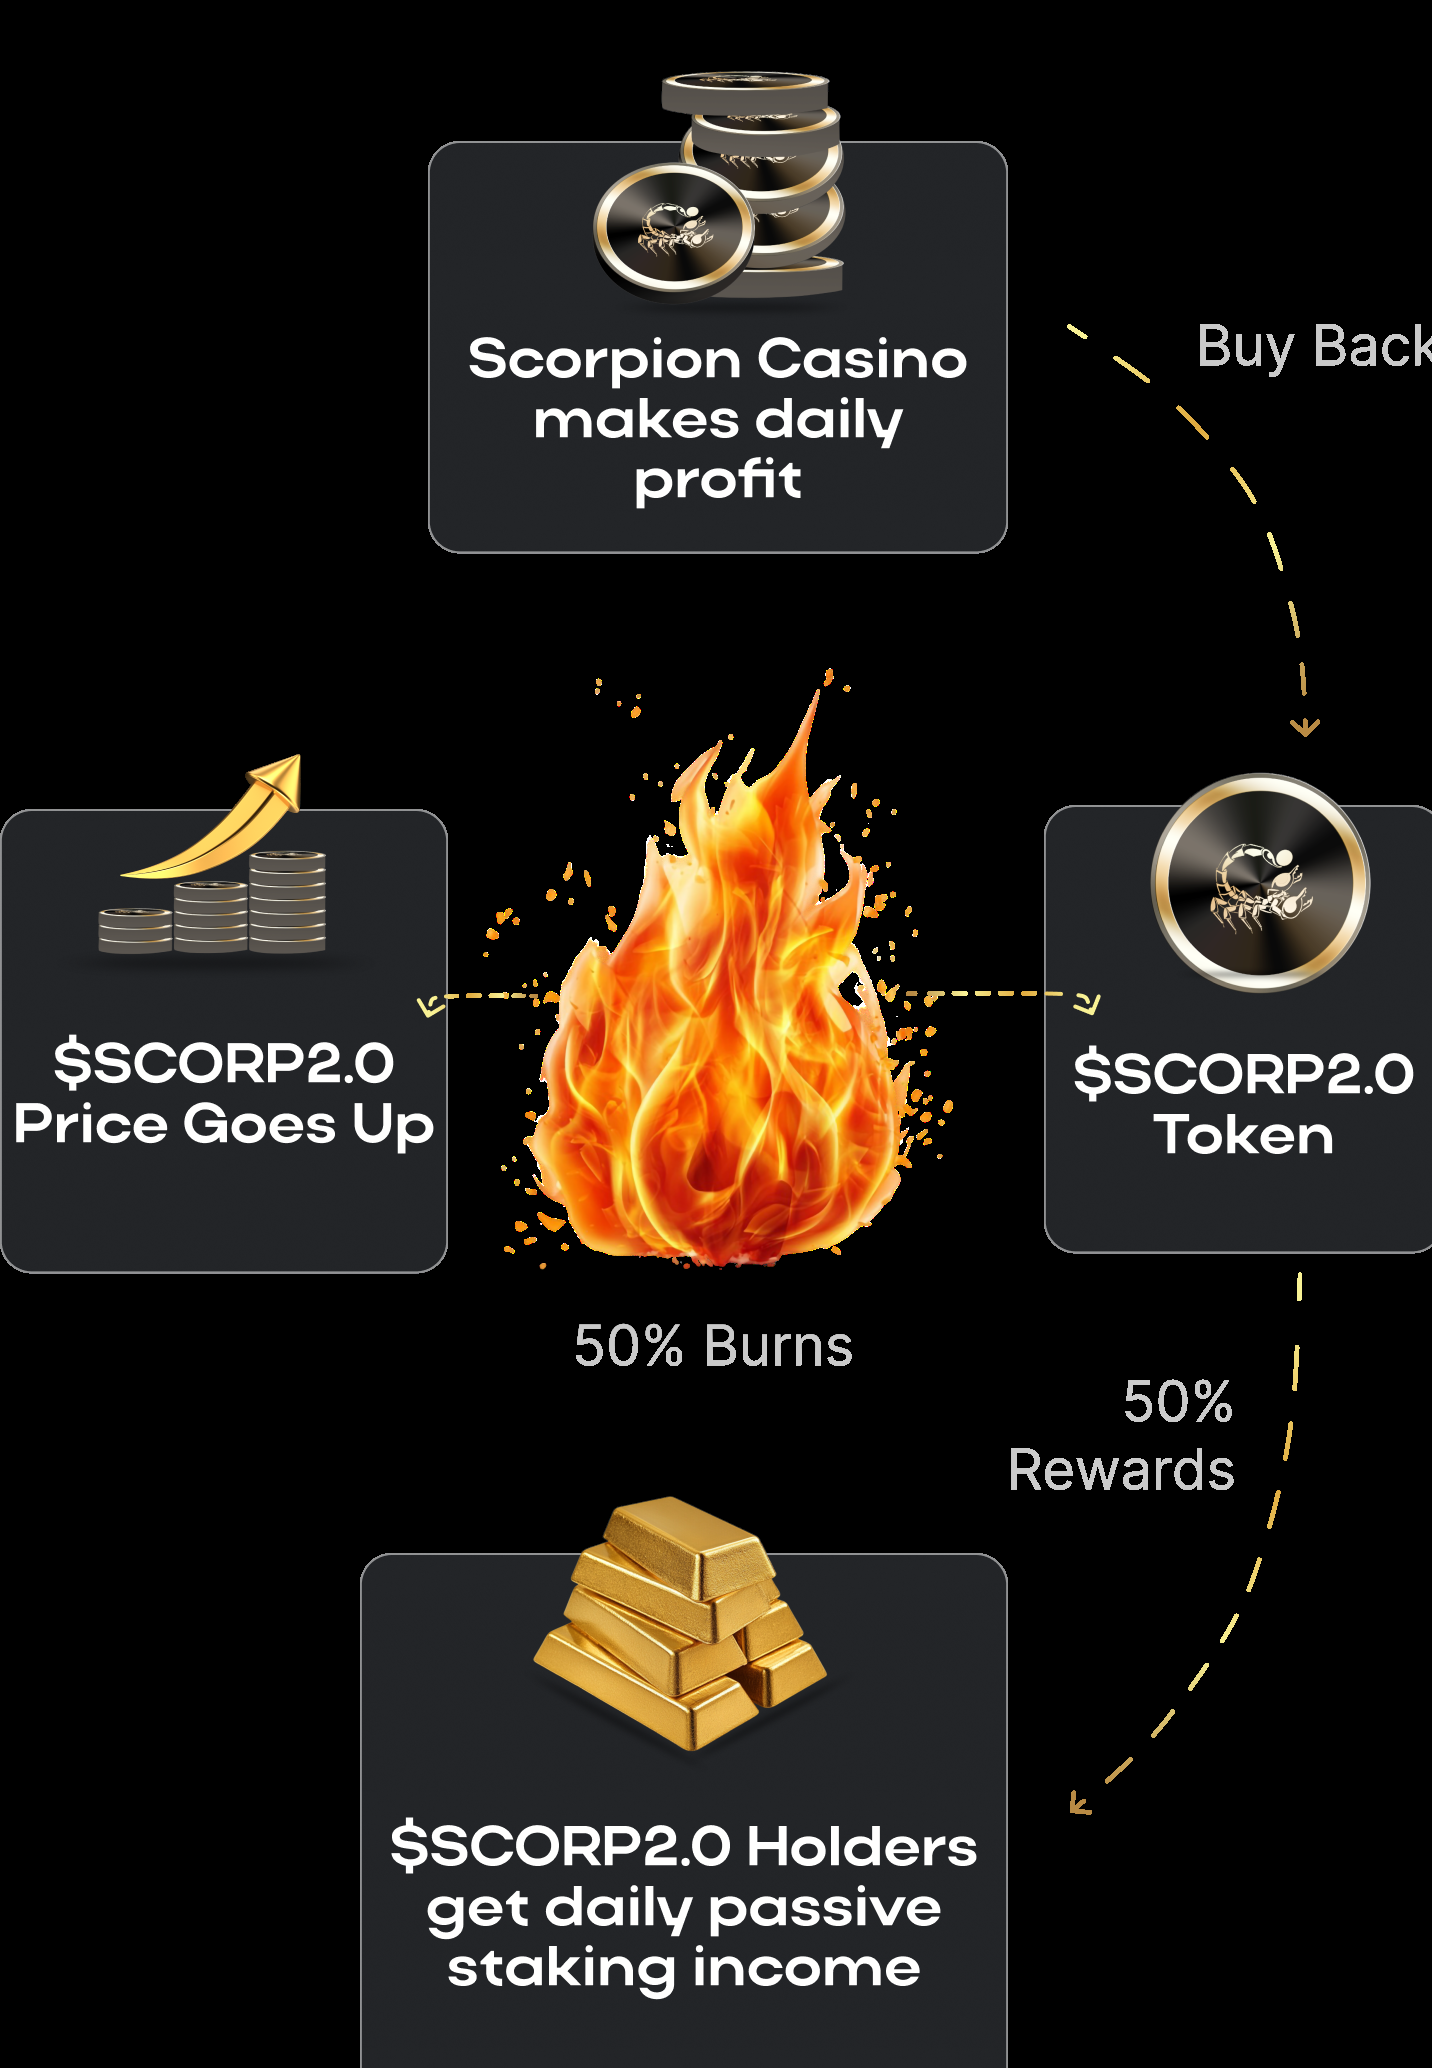 Scorpion Casino
makes daily
profit
Buy Back
$SCORP2.0
Price Goes Up
$SCORP2.0
Token
50% Burns
50%
Rewards
$SCORP2.0 Holders
get daily passive
staking income